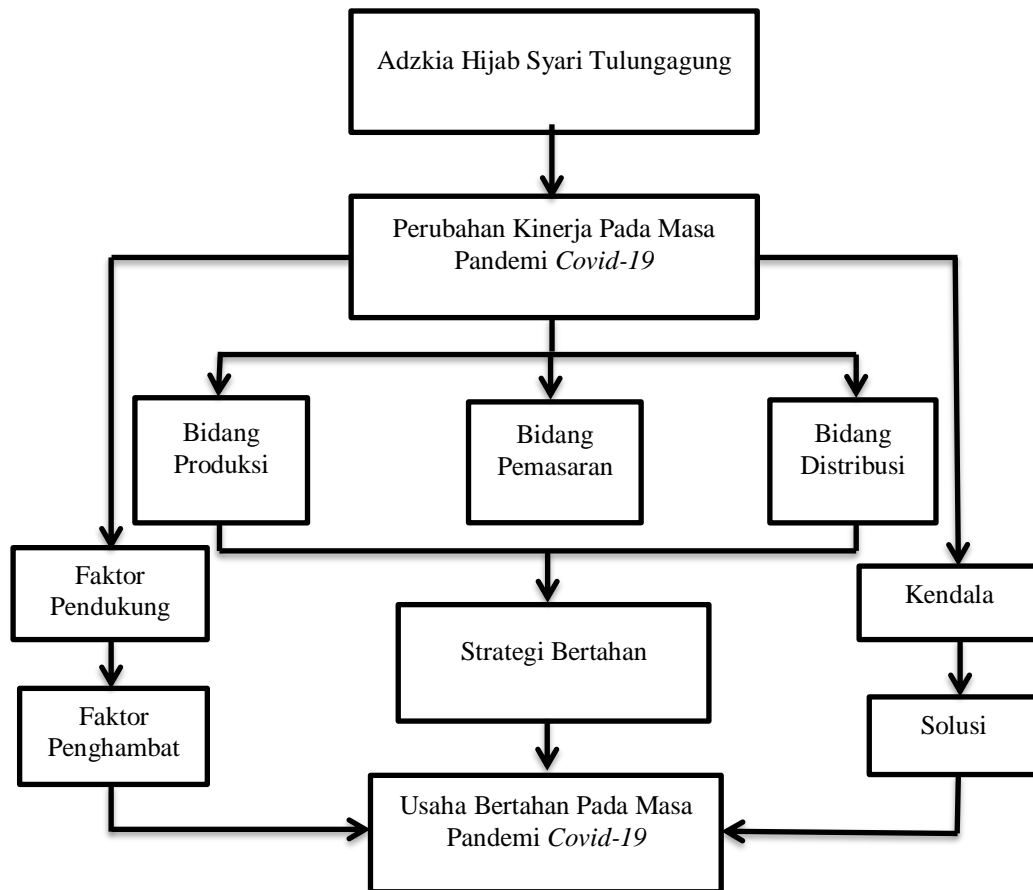 Adzkia Hijab Syari Tulungagung
Perubahan Kinerja Pada Masa
Pandemi Covid-19
Bidang
Produksi
Bidang
Pemasaran
Bidang
Distribusi
Faktor
Pendukung
Strategi Bertahan
Kendala
Faktor
Penghambat
Solusi
Usaha Bertahan Pada Masa
Pandemi Covid-19